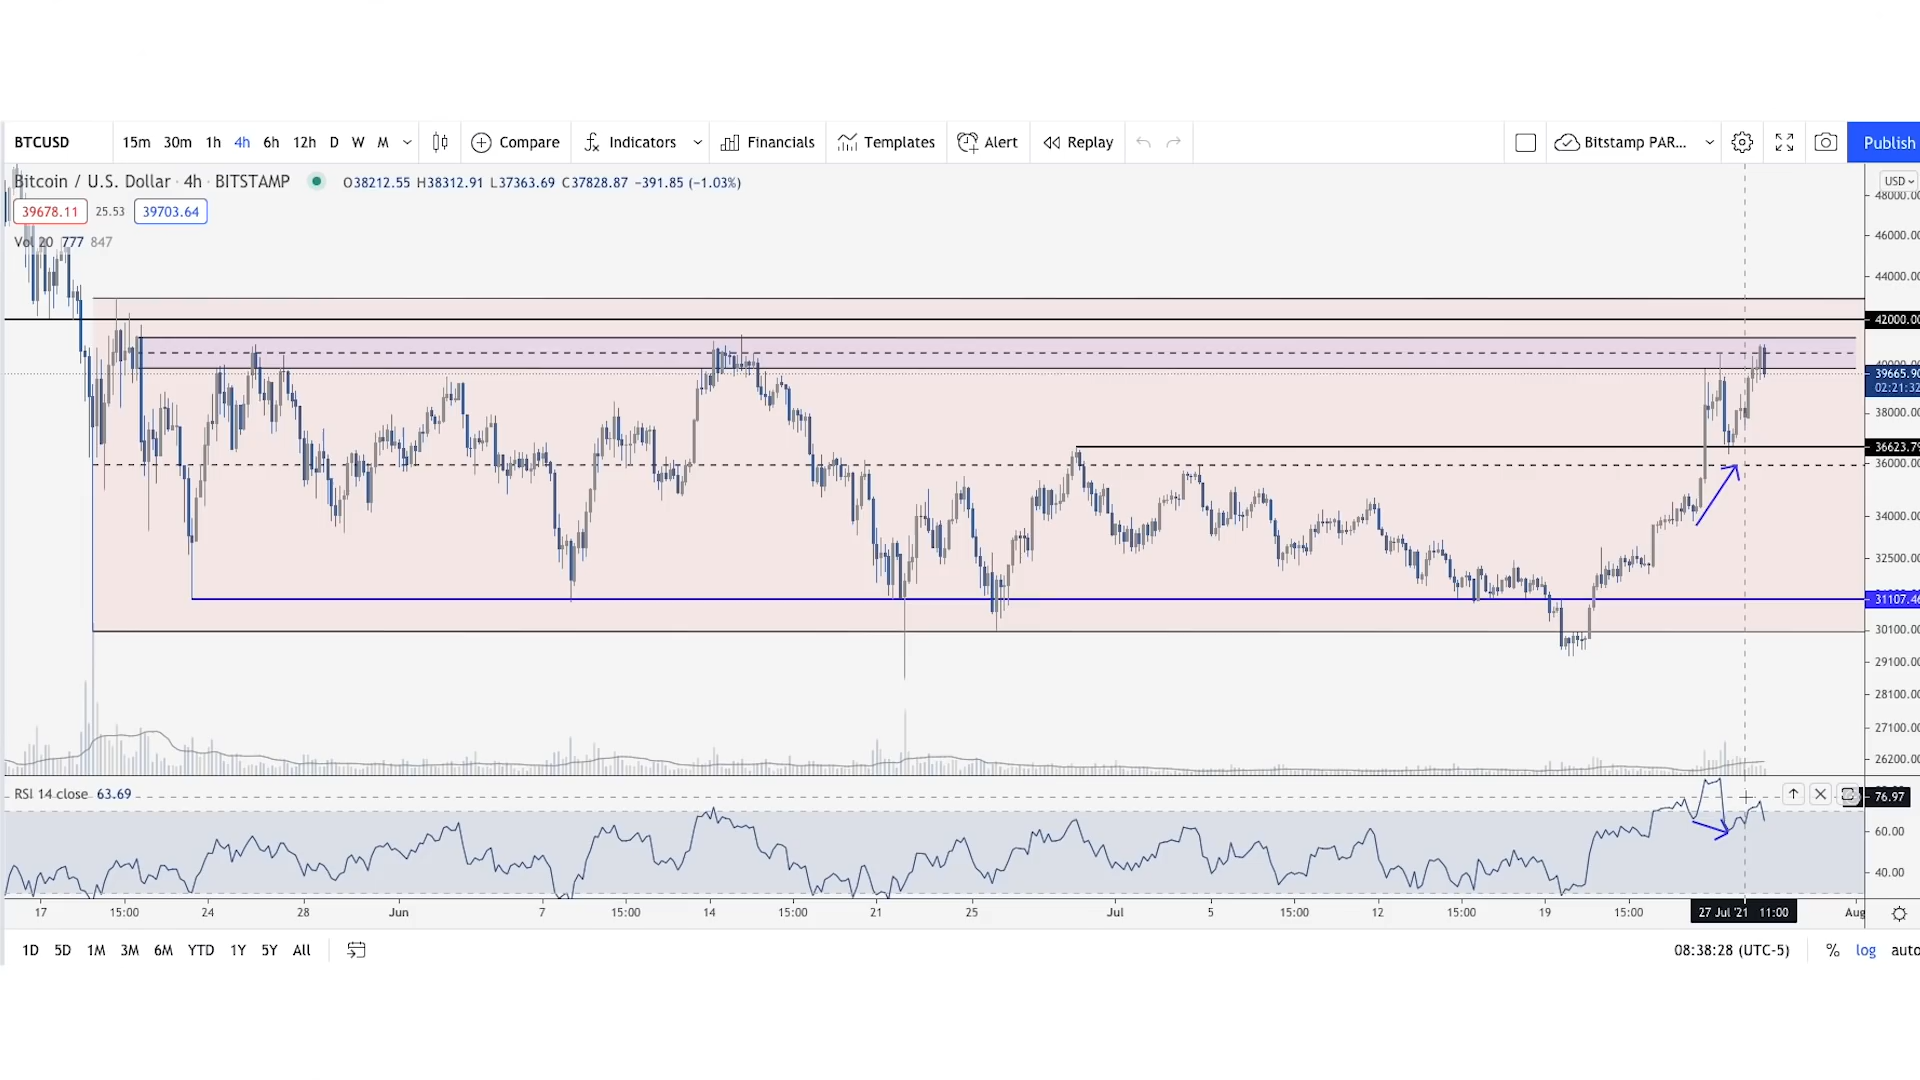 BTCUSD 15m 30m 1h 4h 6h 12h D W M Compare Indicators Financials Templates Alert Replay Bitstamp PAR... Publish
Bitcoin / U.S. Dollar · 4h · BITSTAMP O38212.55 H38312.91 L37363.69 C37828.87 −391.85 (−1.03%)
USD
39678.11 25.53 39703.64
Vol 20 777 847
48000.00
46000.00
44000.00
42000.00
40000.00
39665.90
02:21:32
38000.00
36623.79
36000.00
34000.00
32500.00
31107.46
30100.00
29100.00
28100.00
27100.00
26200.00
RSI 14 close 63.69
76.97
60.00
40.00
17 15:00 24 28 Jun 7 15:00 14 15:00 21 25 Jul 5 15:00 12 15:00 19 15:00 27 Jul '21 11:00 Aug
1D 5D 1M 3M 6M YTD 1Y 5Y All 08:38:28 (UTC-5) % log auto